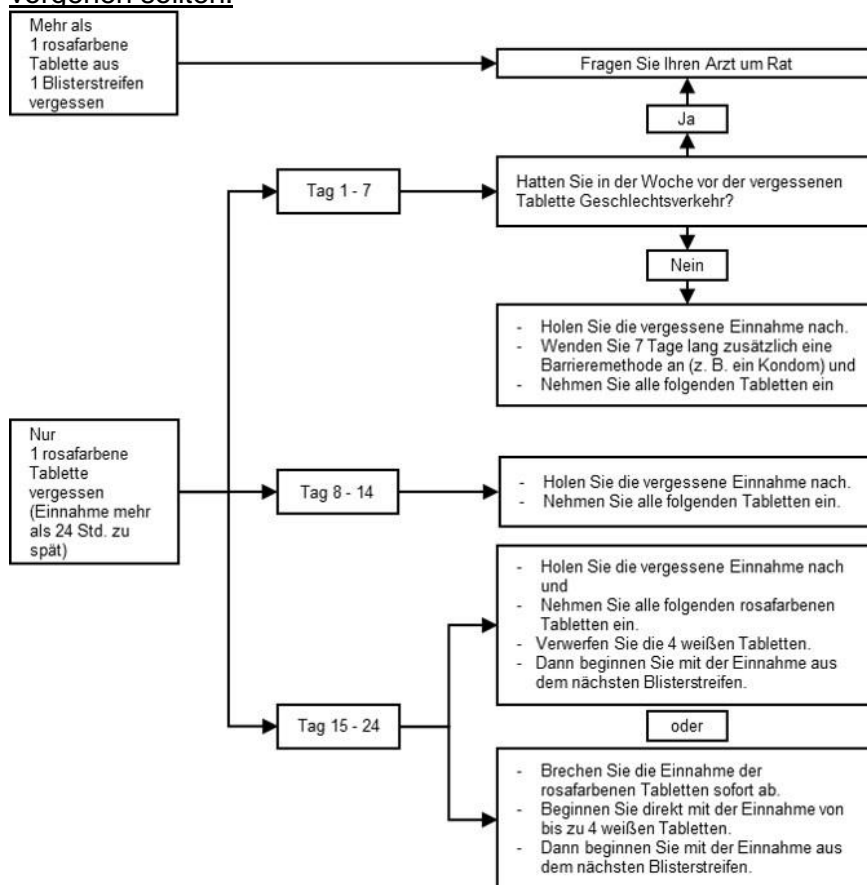 vorgehen sollten:
Mehr als
1 rosafarbene
Tablette aus
1 Blisterstreifen
vergessen
Fragen Sie Ihren Arzt um Rat
Ja
Tag 1 - 7
Hatten Sie in der Woche vor der vergessenen
Tablette Geschlechtsverkehr?
Nein
- Holen Sie die vergessene Einnahme nach.
- Wenden Sie 7 Tage lang zusätzlich eine
Barrieremethode an (z. B. ein Kondom) und
- Nehmen Sie alle folgenden Tabletten ein
Nur
1 rosafarbene
Tablette
vergessen
(Einnahme mehr
als 24 Std. zu
spät)
Tag 8 - 14
- Holen Sie die vergessene Einnahme nach.
- Nehmen Sie alle folgenden Tabletten ein.
Tag 15 - 24
- Holen Sie die vergessene Einnahme nach
und
- Nehmen Sie alle folgenden rosafarbenen
Tabletten ein.
- Verwerfen Sie die 4 weißen Tabletten.
- Dann beginnen Sie mit der Einnahme aus
dem nächsten Blisterstreifen.
oder
- Brechen Sie die Einnahme der
rosafarbenen Tabletten sofort ab.
- Beginnen Sie direkt mit der Einnahme von
bis zu 4 weißen Tabletten.
- Dann beginnen Sie mit der Einnahme aus
dem nächsten Blisterstreifen.